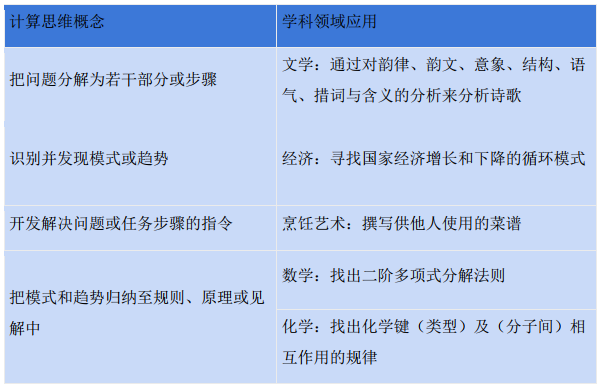 计算思维概念
学科领域应用
把问题分解为若干部分或步骤
文学：通过对韵律、韵文、意象、结构、语
气、措词与含义的分析来分析诗歌
识别并发现模式或趋势
经济：寻找国家经济增长和下降的循环模式
开发解决问题或任务步骤的指令
烹饪艺术：撰写供他人使用的菜谱
把模式和趋势归纳至规则、原理或见
解中
数学：找出二阶多项式分解法则
化学：找出化学键（类型）及（分子间）相
互作用的规律